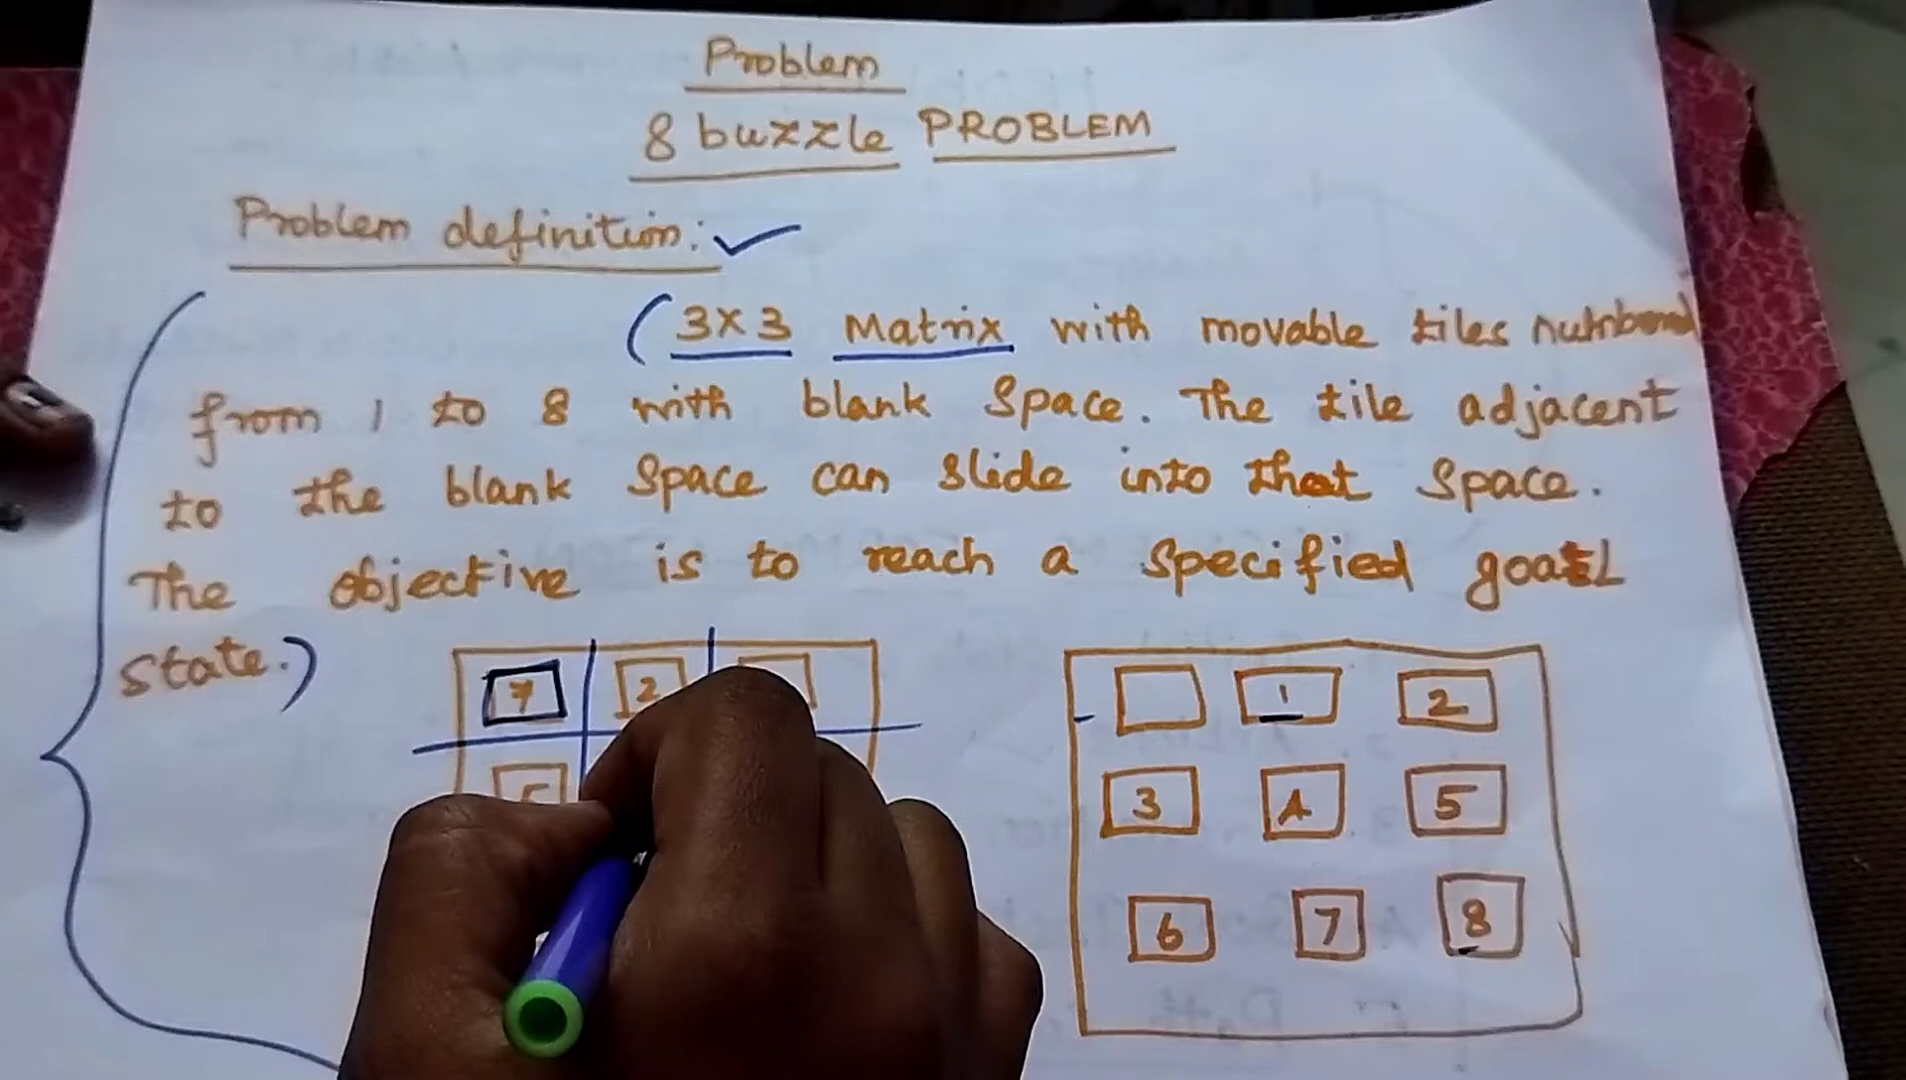 Problem
8 buzzle PROBLEM
Problem definition:
(3x3 Matrix with movable tiles
from 1 to 8 with blank Space. The tile adjacent
to the blank Space can slide into that Space.
The objective is to reach a specified goal
state.)
7 2
5
1 2
3 4 5
6 7 8